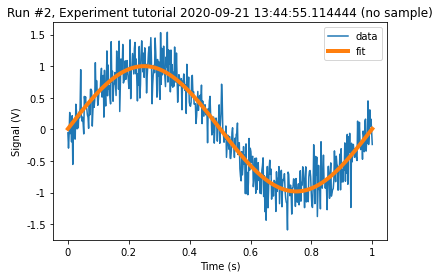 Run #2, Experiment tutorial 2020-09-21 13:44:55.114444 (no sample)
data
fit
1.5
1.0
0.5
0
-0.5
-1.0
-1.5
Signal (V)
0 0.2 0.4 0.6 0.8 1
Time (s)